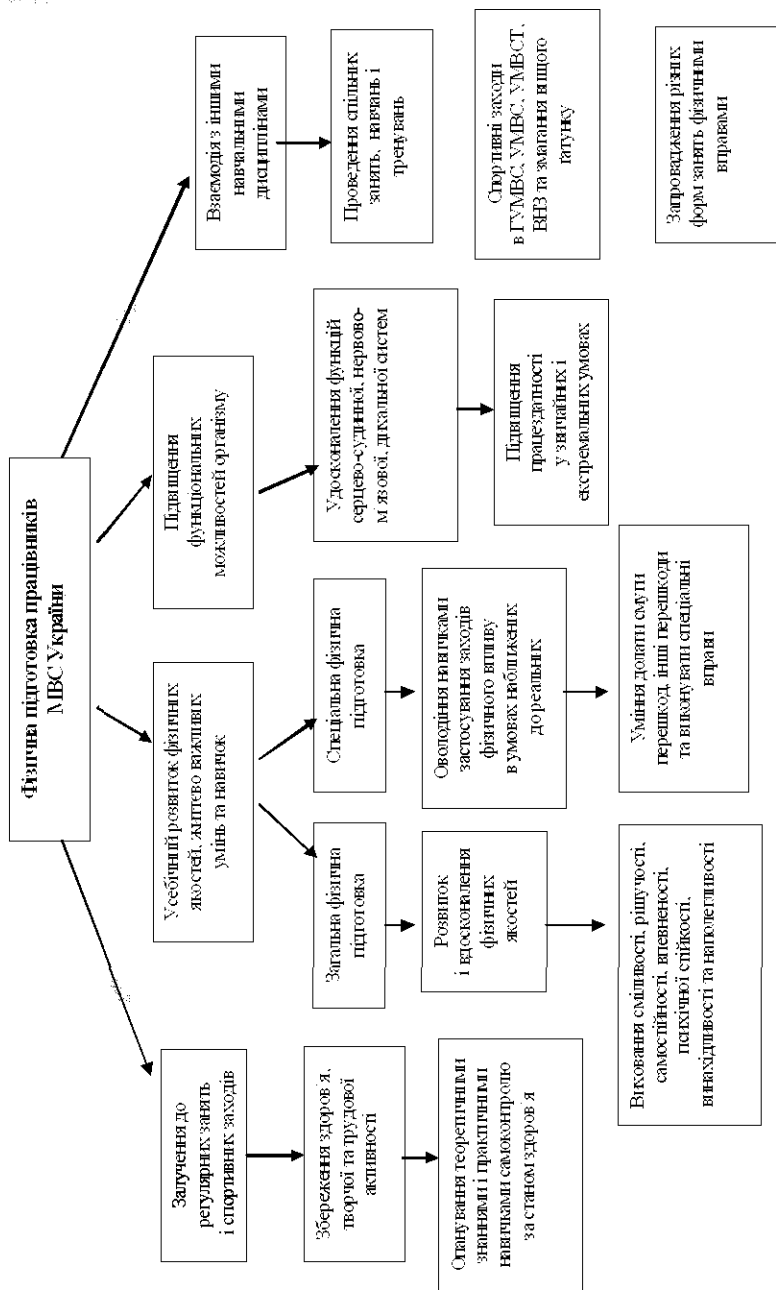 Фізична підготовка працівників
МВС України
Залучення до
регулярних занять
і спортивних заходів
Усебічний розвиток фізичних
якостей, життєво важливих
умінь та навичок
Підвищення
функціональних
можливостей організму
Взаємодія з іншими
навчальними
дисциплінами
Збереження здоров'я,
творчої та трудової
активності
Загальна фізична
підготовка
Спеціальна фізична
підготовка
Удосконалення функцій
серцево-судинної, нервово-
м'язової, дихальної систем
Проведення спільних
занять, навчань і
тренувань
Опанування теоретичними
знаннями і практичними
навичками самоконтролю
за станом здоров'я
Розвиток
і вдосконалення
фізичних
якостей
Оволодіння навичками
застосування заходів
фізичного впливу
в умовах наближених
до реальних
Підвищення
працездатності
у звичайних і
екстремальних умовах
Спортивні заходи
в ГУМВС, УМВС, УМВСТ,
ВНЗ та змагання вищого
ґатунку
Виховання сміливості, рішучості,
самостійності, впевненості,
психічної стійкості,
винахідливості та наполегливості
Уміння долати смуги
перешкод, інші перешкоди
та виконувати спеціальні
вправи
Запровадження різних
форм занять фізичними
вправами